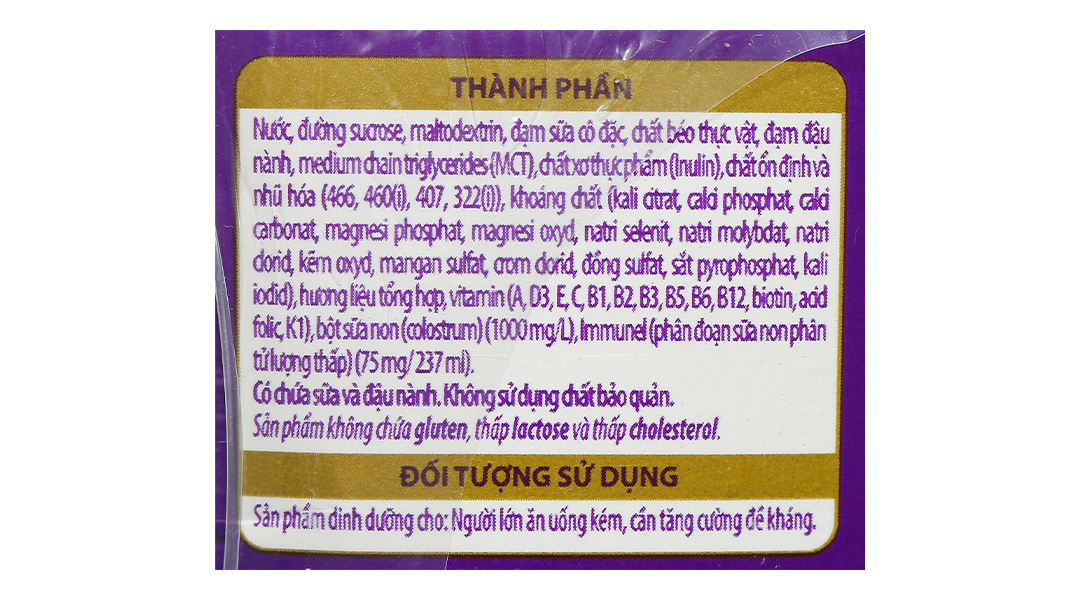 THÀNH PHẦN
Nước, đường sucrose, maltodextrin, đạm sữa cô đặc, chất béo thực vật, đạm đậu
nành, medium chain triglycerides (MCT), chất xơ thực phẩm (Inulin), chất ổn định và
nhũ hóa (466, 460(i), 407, 322(i)), khoáng chất (kali citrat, calci phosphat, calci
carbonat, magnesi phosphat, magnesi oxyd, natri selenit, natri molybdat, natri
clorid, kẽm oxyd, mangan sulfat, crom clorid, đồng sulfat, sắt pyrophosphat, kali
iodid), hương liệu tổng hợp, vitamin (A, D3, E, C, B1, B2, B3, B5, B6, B12, biotin, acid
folic, K1), bột sữa non (colostrum) (1000 mg/L), Immunel (phân đoạn sữa non phân
tử lượng thấp) (75 mg/ 237 ml).
Có chứa sữa và đậu nành. Không sử dụng chất bảo quản.
Sản phẩm không chứa gluten, thấp lactose và thấp cholesterol.
ĐỐI TƯỢNG SỬ DỤNG
Sản phẩm dinh dưỡng cho: Người lớn ăn uống kém, cần tăng cường đề kháng.